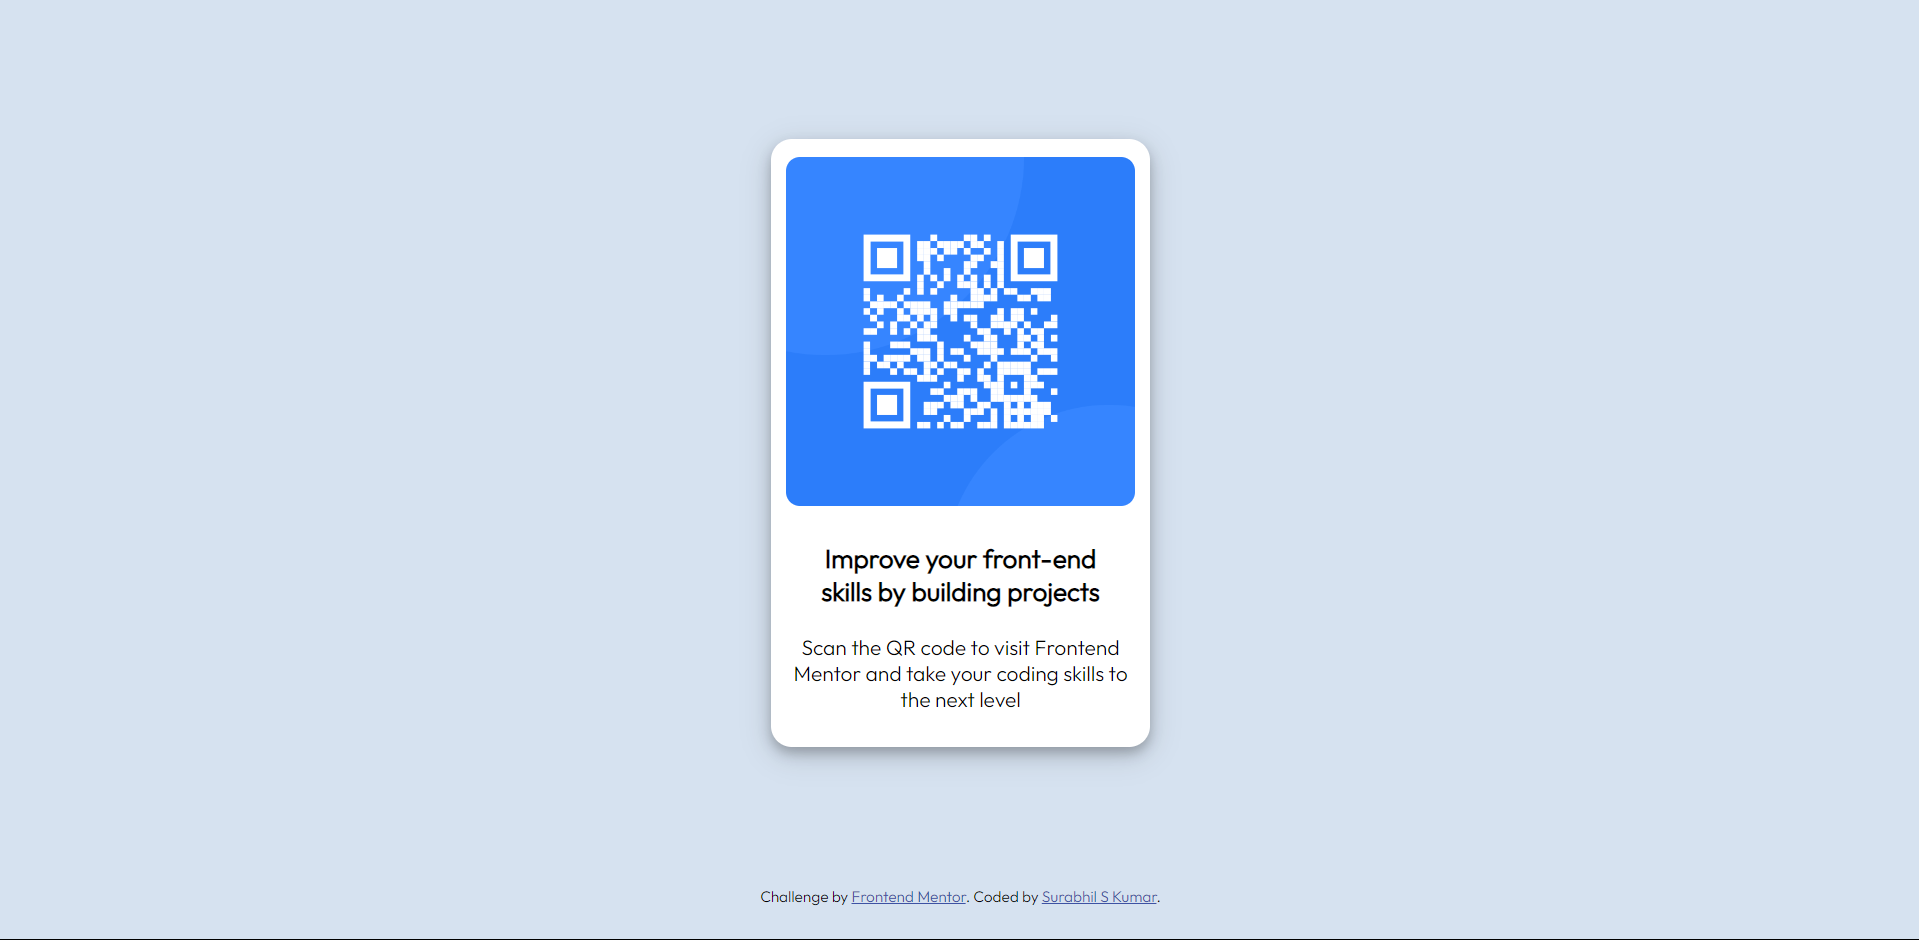 Improve your front-end
skills by building projects
Scan the QR code to visit Frontend
Mentor and take your coding skills to
the next level
Challenge by Frontend Mentor. Coded by Surabhil S Kumar.